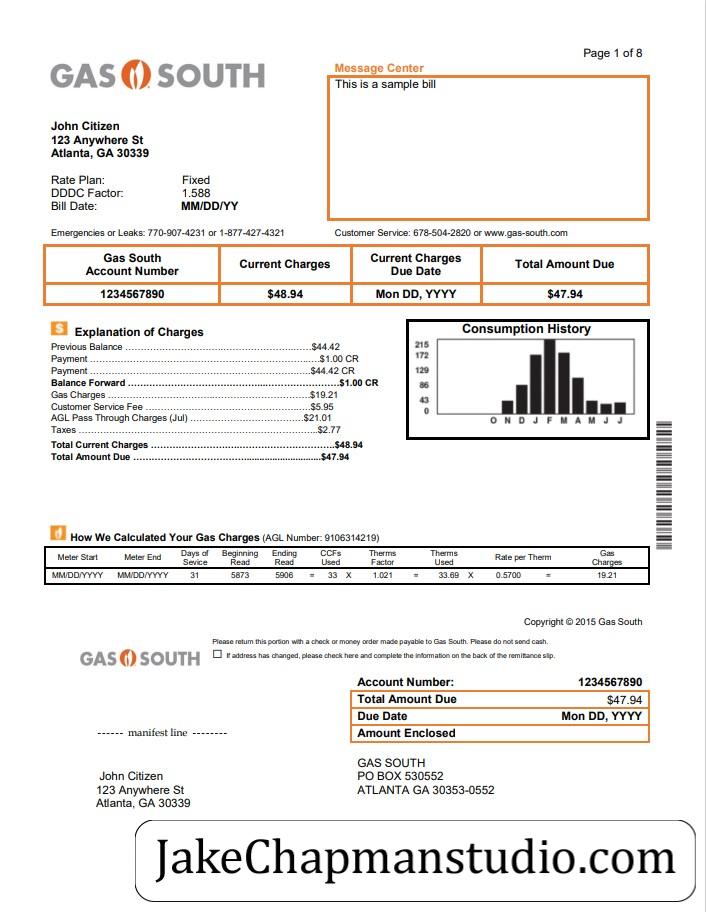 Page 1 of 8
GAS SOUTH
Message Center
This is a sample bill
John Citizen
123 Anywhere St
Atlanta, GA 30339
Rate Plan: Fixed
DDDC Factor: 1.588
Bill Date: MM/DD/YY
Emergencies or Leaks: 770-907-4231 or 1-877-427-4321 Customer Service: 678-504-2820 or www.gas-south.com
Gas South Account Number Current Charges Current Charges Due Date Total Amount Due
1234567890 $48.94 Mon DD, YYYY $47.94
$ Explanation of Charges
Previous Balance ..........$44.42
Payment ..........$1.00 CR
Payment ..........$44.42 CR
Balance Forward ..........$1.00 CR
Gas Charges ..........$19.21
Customer Service Fee ..........$5.95
AGL Pass Through Charges (Jul) ..........$21.01
Taxes ..........$2.77
Total Current Charges ..........$48.94
Total Amount Due ..........$47.94
Consumption History
215
172
129
86
43
0
O N D J F M A M J J
How We Calculated Your Gas Charges (AGL Number: 9106314219)
Meter Start Meter End Days of Sevice Beginning Read Ending Read CCFs Used Therms Factor Therms Used Rate per Therm Gas Charges
MM/DD/YYYY MM/DD/YYYY 31 5873 5906 = 33 X 1.021 = 33.69 X 0.5700 = 19.21
Copyright © 2015 Gas South
GAS SOUTH
Please return this portion with a check or money order made payable to Gas South. Please do not send cash.
If address has changed, please check here and complete the information on the back of the remittance slip.
Account Number: 1234567890
Total Amount Due $47.94
Due Date Mon DD, YYYY
Amount Enclosed
------ manifest line --------
GAS SOUTH
PO BOX 530552
ATLANTA GA 30353-0552
John Citizen
123 Anywhere St
Atlanta, GA 30339
JakeChapmanstudio.com